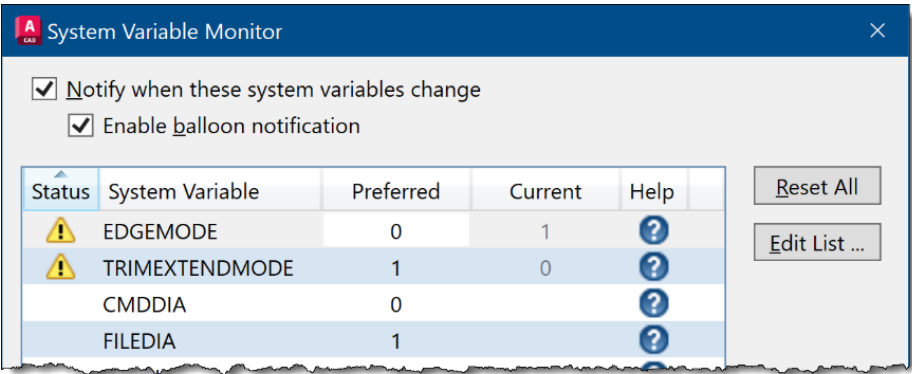 A
CAD
System Variable Monitor
Notify when these system variables change
Enable balloon notification
Status System Variable Preferred Current Help
Reset All
EDGEMODE 0 1 ?
Edit List ...
TRIMEXTENDMODE 1 0 ?
CMDDIA 0 ?
FILEDIA 1 ?